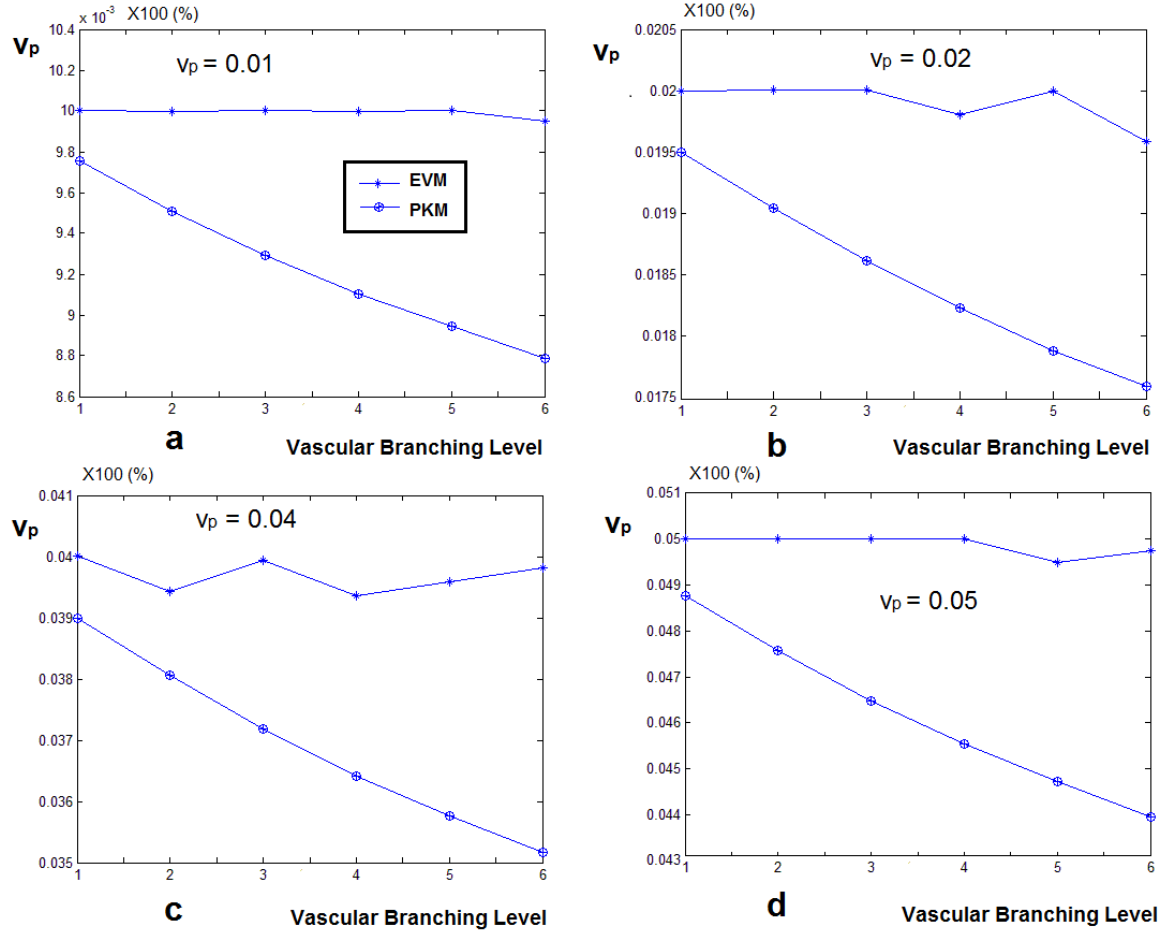 × 10⁻³ X100 (%)
10.4
vₚ
vₚ = 0.01
10.2
10
9.8
EVM
PKM
9.6
9.4
9.2
9
8.8
8.6
1 2 3 4 5 6
a
Vascular Branching Level
X100 (%)
0.0205
vₚ
vₚ = 0.02
0.02
0.0195
0.019
0.0185
0.018
0.0175
1 2 3 4 5 6
b
Vascular Branching Level
X100 (%)
0.041
vₚ
vₚ = 0.04
0.04
0.039
0.038
0.037
0.036
0.035
1 2 3 4 5 6
c
Vascular Branching Level
X100 (%)
0.051
vₚ
0.05
0.049
vₚ = 0.05
0.048
0.047
0.046
0.045
0.044
0.043
1 2 3 4 5 6
d
Vascular Branching Level